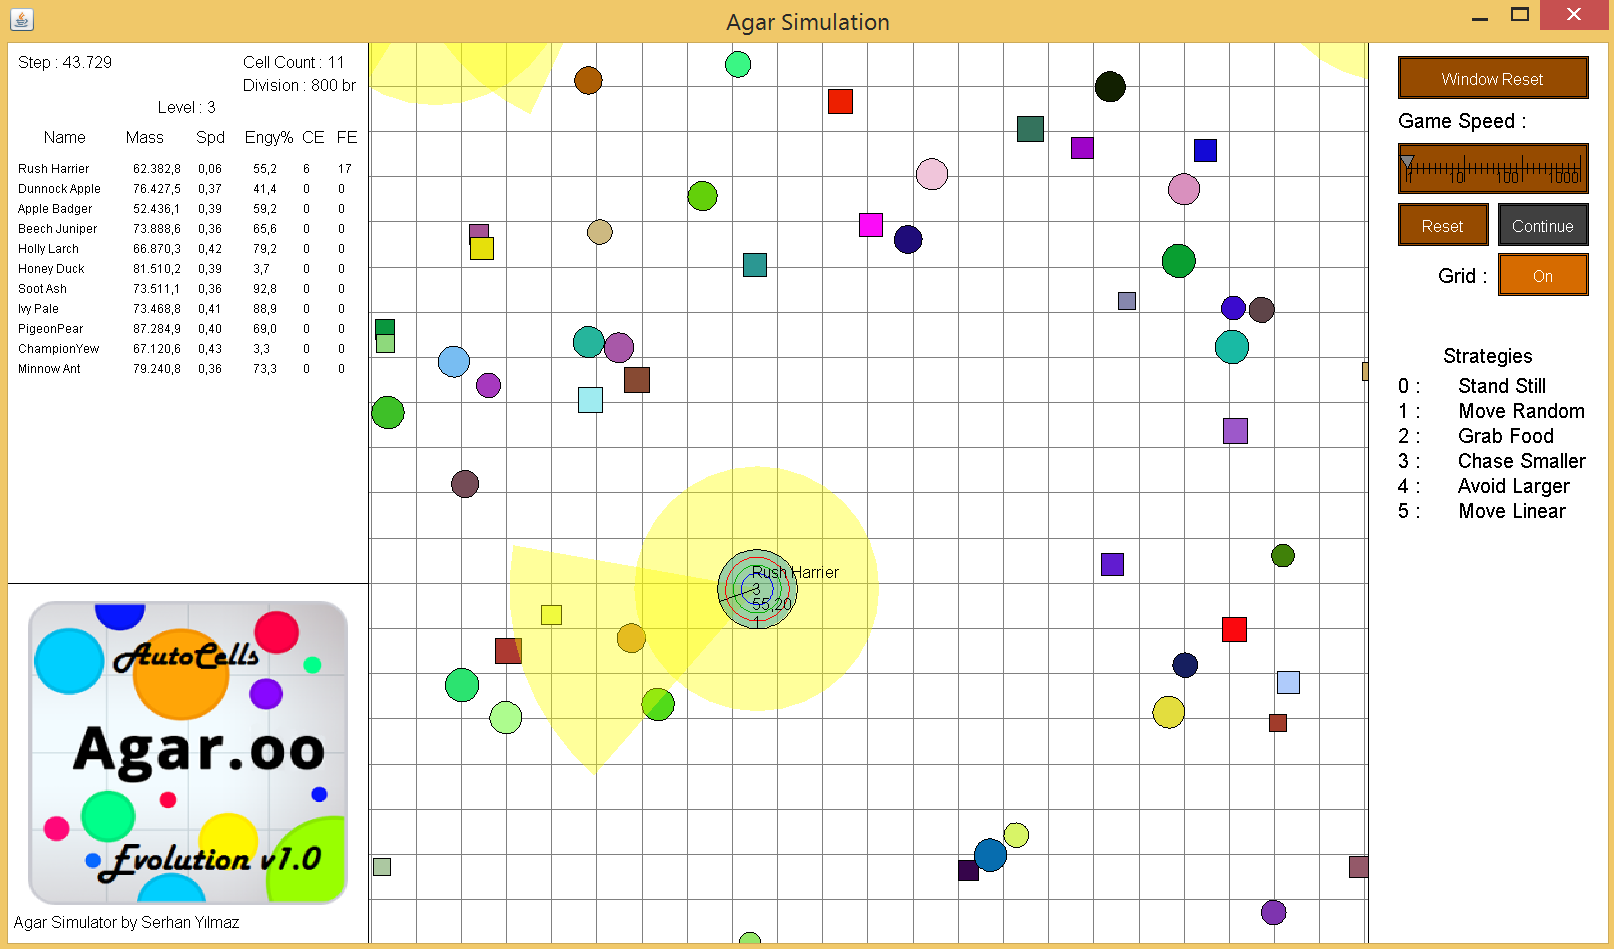 Agar Simulation
Step : 43.729
Cell Count : 11
Division : 800 br
Level : 3
Name Mass Spd Engy% CE FE
Rush Harrier 62.382,8 0,06 55,2 6 17
Dunnock Apple 76.427,5 0,37 41,4 0 0
Apple Badger 52.436,1 0,39 59,2 0 0
Beech Juniper 73.888,6 0,36 65,6 0 0
Holly Larch 66.870,3 0,42 79,2 0 0
Honey Duck 81.510,2 0,39 3,7 0 0
Soot Ash 73.511,1 0,36 92,8 0 0
Ivy Pale 73.468,8 0,41 88,9 0 0
PigeonPear 87.284,9 0,40 69,0 0 0
ChampionYew 67.120,6 0,43 3,3 0 0
Minnow Ant 79.240,8 0,36 73,3 0 0
AutoCells
Agar.oo
Evolution v1.0
Agar Simulator by Serhan Yılmaz
Rush Harrier
3
55,20
1
Window Reset
Game Speed :
1 10 100 1000
Reset
Continue
Grid :
On
Strategies
0 : Stand Still
1 : Move Random
2 : Grab Food
3 : Chase Smaller
4 : Avoid Larger
5 : Move Linear